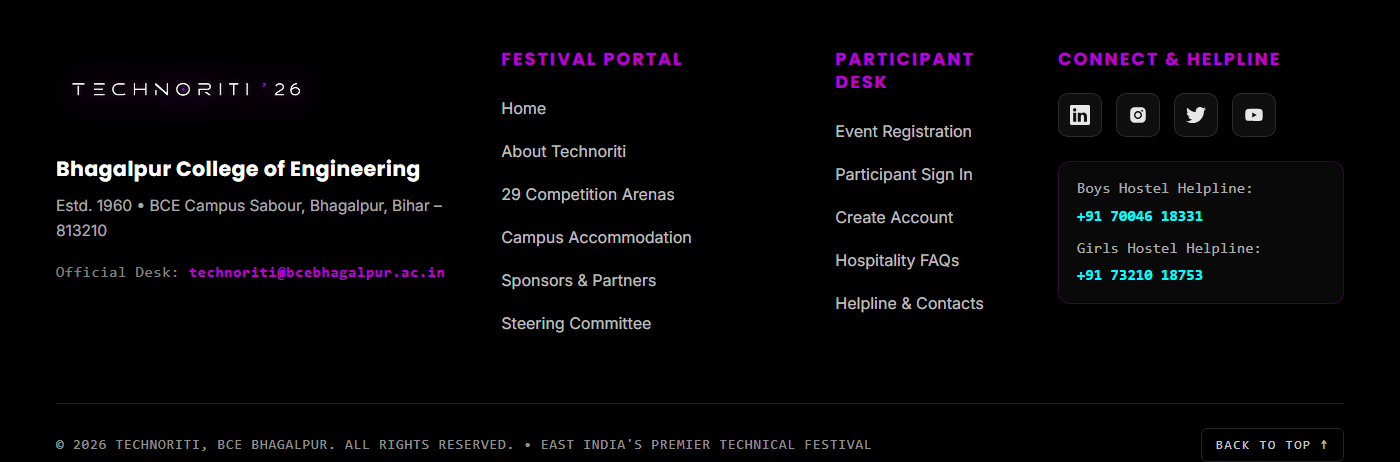 TECHNORITI '26
Bhagalpur College of Engineering
Estd. 1960 • BCE Campus Sabour, Bhagalpur, Bihar –
813210
Official Desk: technoriti@bcebhagalpur.ac.in
FESTIVAL PORTAL
Home
About Technoriti
29 Competition Arenas
Campus Accommodation
Sponsors & Partners
Steering Committee
PARTICIPANT
DESK
Event Registration
Participant Sign In
Create Account
Hospitality FAQs
Helpline & Contacts
CONNECT & HELPLINE
in
Boys Hostel Helpline:
+91 70046 18331
Girls Hostel Helpline:
+91 73210 18753
© 2026 TECHNORITI, BCE BHAGALPUR. ALL RIGHTS RESERVED. • EAST INDIA'S PREMIER TECHNICAL FESTIVAL
BACK TO TOP ↑